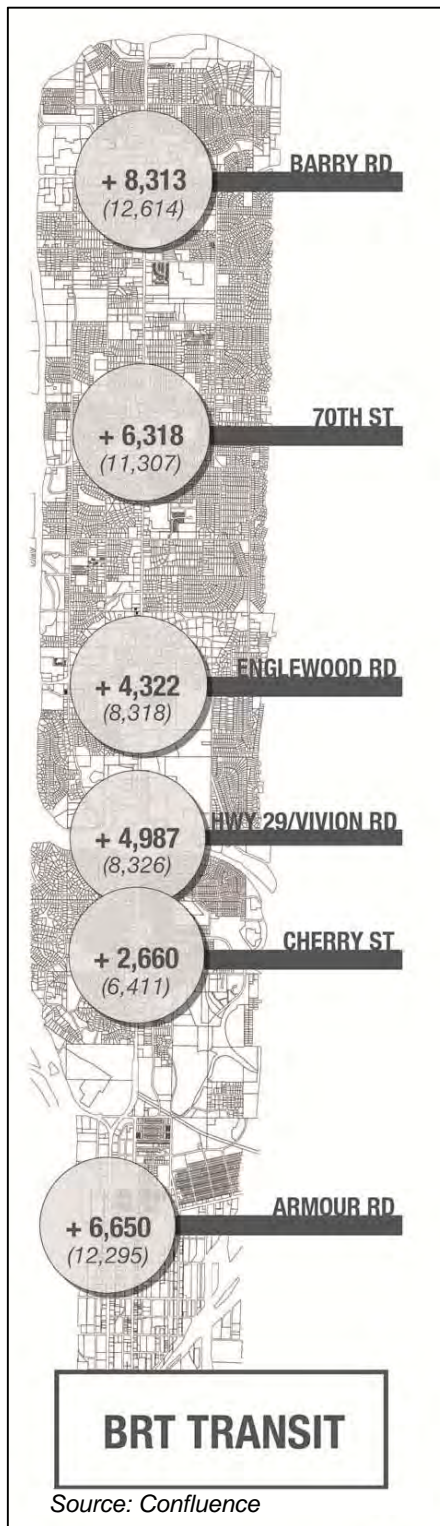 + 8,313
(12,614)
BARRY RD
+ 6,318
(11,307)
70TH ST
+ 4,322
(8,318)
ENGLEWOOD RD
+ 4,987
(8,326)
HWY 29/VIVION RD
+ 2,660
(6,411)
CHERRY ST
+ 6,650
(12,295)
ARMOUR RD
BRT TRANSIT
Source: Confluence